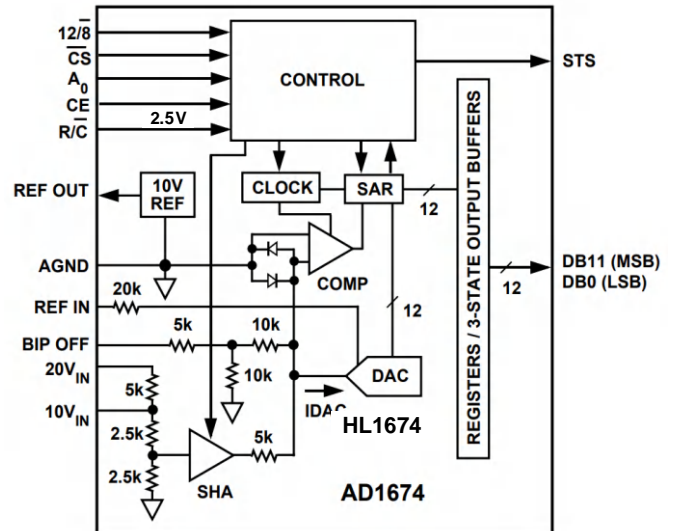 12/8̅
C̅S̅
A0
CE
R/C̅
2.5V
CONTROL
STS
REF OUT
10V
REF
CLOCK
SAR
12
AGND
COMP
REGISTERS / 3-STATE OUTPUT BUFFERS
12
DB11 (MSB)
DB0 (LSB)
REF IN
20k
12
BIP OFF
5k
10k
10k
DAC
IDAC
HL1674
20VIN
5k
10VIN
2.5k
2.5k
SHA
5k
AD1674